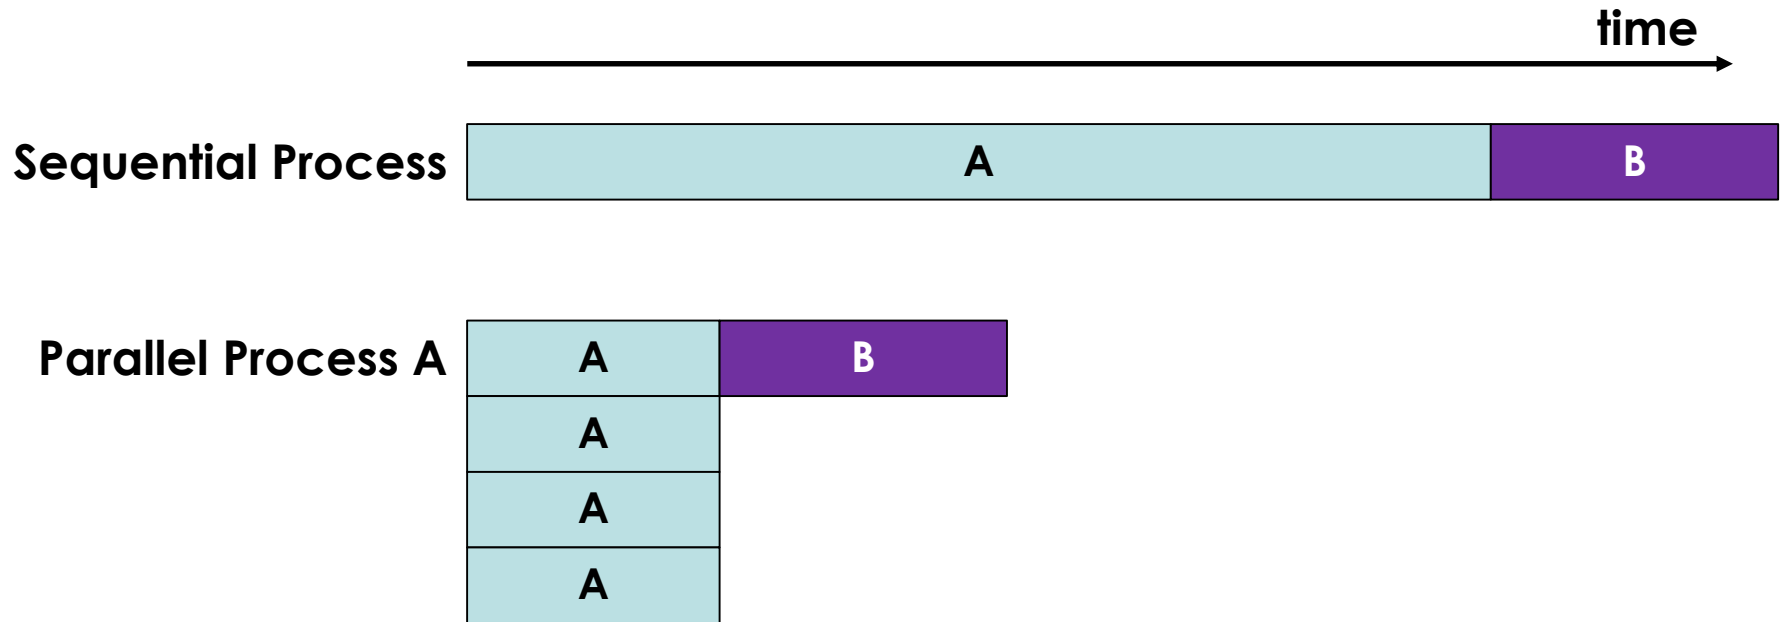 time
Sequential Process A B
Parallel Process A A B
A
A
A